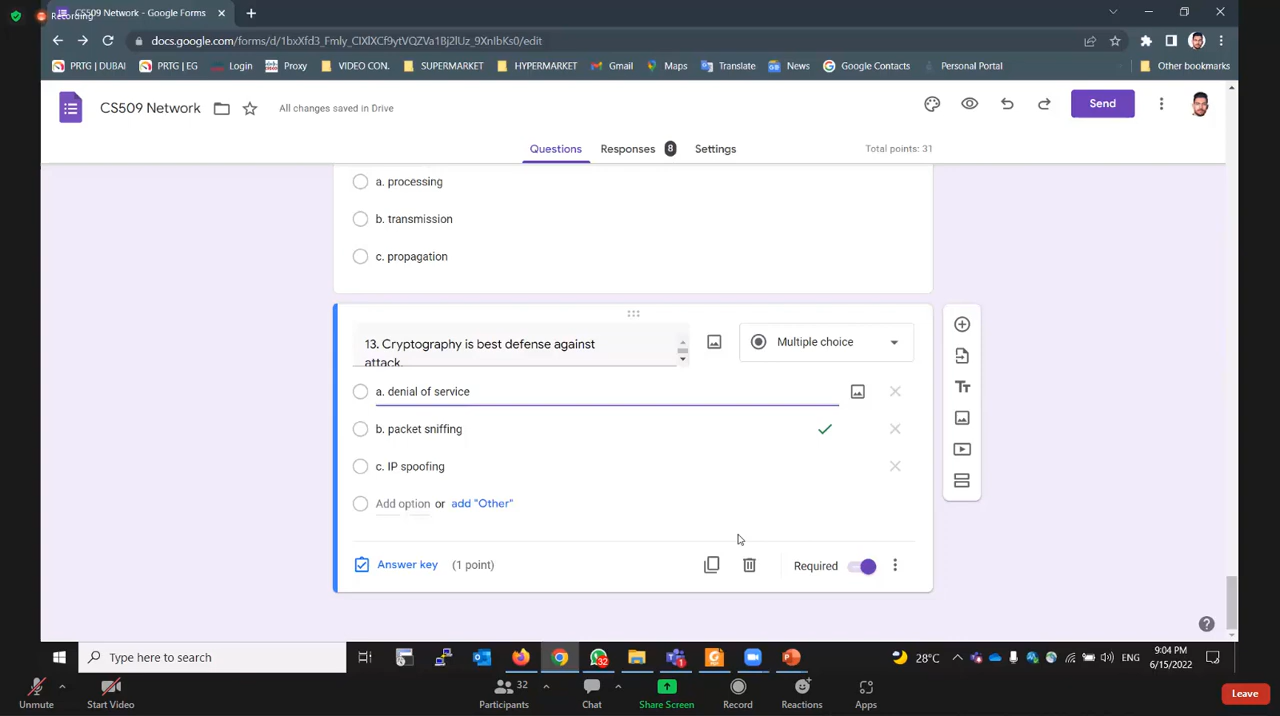 Recording
CS509 Network - Google Forms
docs.google.com/forms/d/1bxXfd3_Fmly_CIXlXCf9ytVQZVa1Bj2lUz_9XnIbKs0/edit
PRTG | DUBAI
PRTG | EG
Login
Proxy
VIDEO CON.
SUPERMARKET
HYPERMARKET
Gmail
Maps
Translate
News
Google Contacts
Personal Portal
Other bookmarks
CS509 Network
All changes saved in Drive
Send
Questions
Responses 8
Settings
Total points: 31
a. processing
b. transmission
c. propagation
13. Cryptography is best defense against
attack.
Multiple choice
a. denial of service
b. packet sniffing
c. IP spoofing
Add option or add "Other"
Answer key (1 point)
Required
Type here to search
32
1
28°C
ENG
9:04 PM
6/15/2022
Unmute
Start Video
32
Participants
Chat
Share Screen
Record
Reactions
Apps
Leave